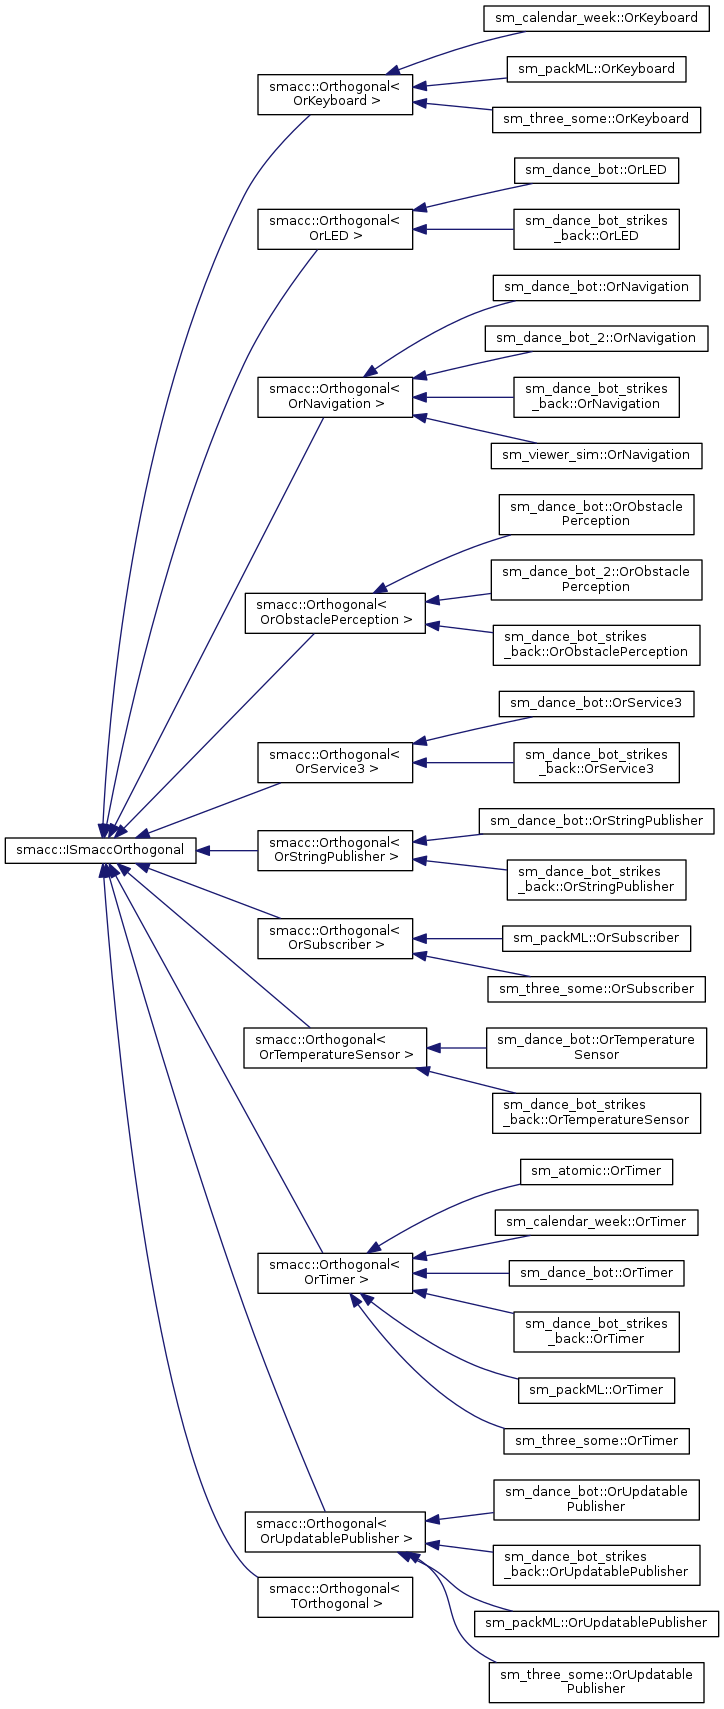 sm_calendar_week::OrKeyboard
smacc::Orthogonal<
OrKeyboard >
sm_packML::OrKeyboard
sm_three_some::OrKeyboard
sm_dance_bot::OrLED
smacc::Orthogonal<
OrLED >
sm_dance_bot_strikes
_back::OrLED
sm_dance_bot::OrNavigation
sm_dance_bot_2::OrNavigation
smacc::Orthogonal<
OrNavigation >
sm_dance_bot_strikes
_back::OrNavigation
sm_viewer_sim::OrNavigation
sm_dance_bot::OrObstacle
Perception
sm_dance_bot_2::OrObstacle
Perception
smacc::Orthogonal<
OrObstaclePerception >
sm_dance_bot_strikes
_back::OrObstaclePerception
sm_dance_bot::OrService3
smacc::Orthogonal<
OrService3 >
sm_dance_bot_strikes
_back::OrService3
sm_dance_bot::OrStringPublisher
smacc::ISmaccOrthogonal
smacc::Orthogonal<
OrStringPublisher >
sm_dance_bot_strikes
_back::OrStringPublisher
smacc::Orthogonal<
OrSubscriber >
sm_packML::OrSubscriber
sm_three_some::OrSubscriber
smacc::Orthogonal<
OrTemperatureSensor >
sm_dance_bot::OrTemperature
Sensor
sm_dance_bot_strikes
_back::OrTemperatureSensor
sm_atomic::OrTimer
sm_calendar_week::OrTimer
smacc::Orthogonal<
OrTimer >
sm_dance_bot::OrTimer
sm_dance_bot_strikes
_back::OrTimer
sm_packML::OrTimer
sm_three_some::OrTimer
sm_dance_bot::OrUpdatable
Publisher
smacc::Orthogonal<
OrUpdatablePublisher >
sm_dance_bot_strikes
_back::OrUpdatablePublisher
smacc::Orthogonal<
TOrthogonal >
sm_packML::OrUpdatablePublisher
sm_three_some::OrUpdatable
Publisher